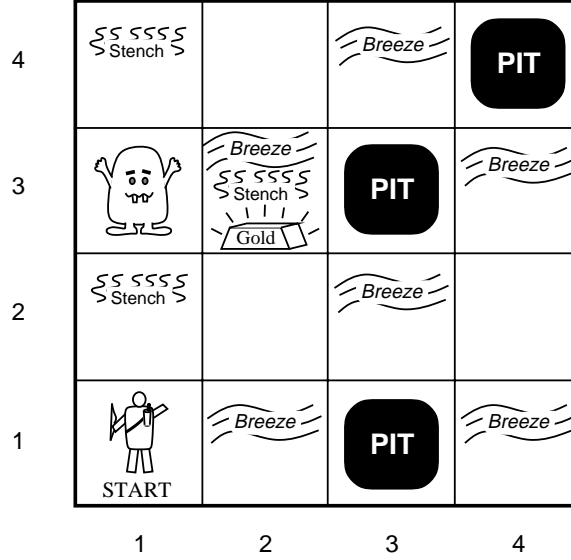 4
Stench
Breeze
PIT
3
Breeze
Stench
Gold
PIT
Breeze
2
Stench
Breeze
1
START
Breeze
PIT
Breeze
1 2 3 4